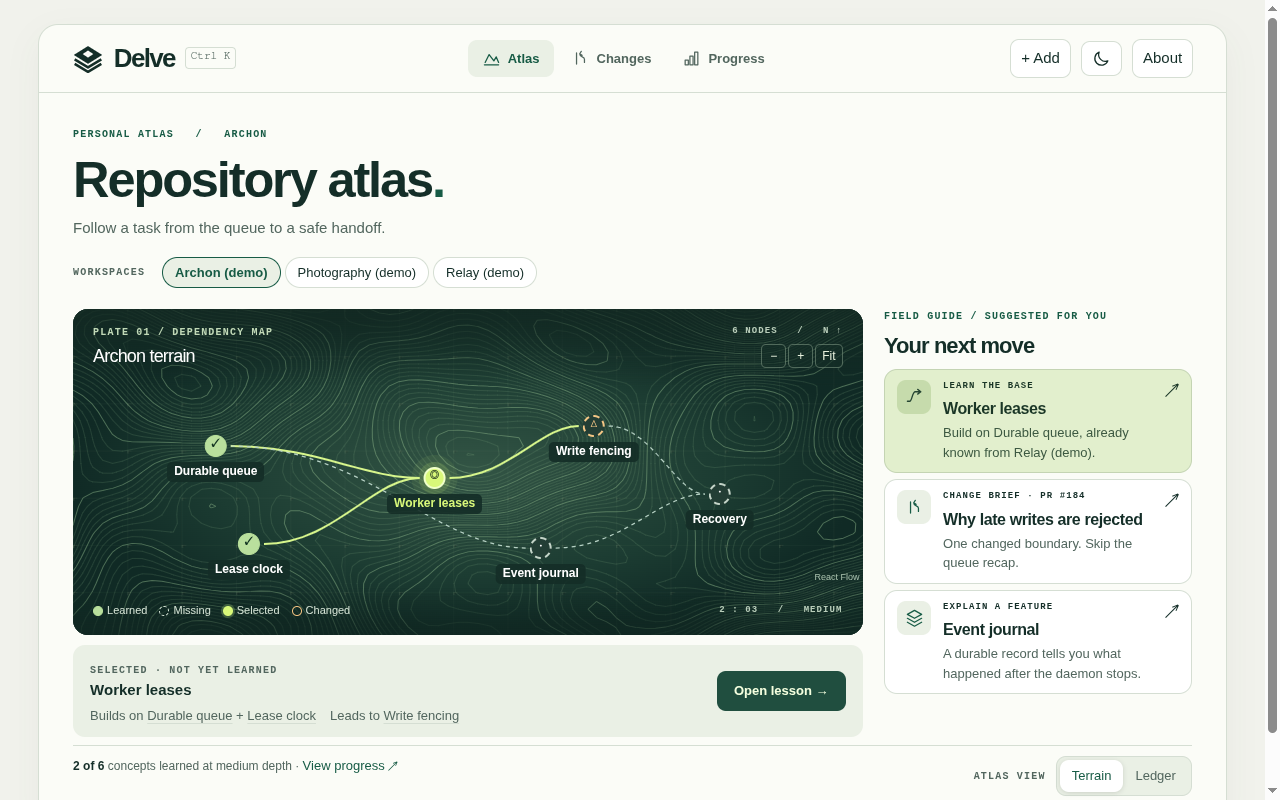 Delve
Ctrl K
Atlas
Changes
Progress
+ Add
About
PERSONAL ATLAS / ARCHON
Repository atlas.
Follow a task from the queue to a safe handoff.
WORKSPACES
Archon (demo)
Photography (demo)
Relay (demo)
PLATE 01 / DEPENDENCY MAP
6 NODES / N ↑
Archon terrain
− + Fit
Write fencing
Durable queue
Worker leases
Recovery
Lease clock
Event journal
React Flow
Learned
Missing
Selected
Changed
2 : 03 / MEDIUM
SELECTED · NOT YET LEARNED
Worker leases
Builds on Durable queue + Lease clock Leads to Write fencing
Open lesson →
FIELD GUIDE / SUGGESTED FOR YOU
Your next move
LEARN THE BASE
Worker leases
Build on Durable queue, already
known from Relay (demo).
CHANGE BRIEF · PR #184
Why late writes are rejected
One changed boundary. Skip the
queue recap.
EXPLAIN A FEATURE
Event journal
A durable record tells you what
happened after the daemon stops.
2 of 6 concepts learned at medium depth · View progress ↗
ATLAS VIEW
Terrain
Ledger